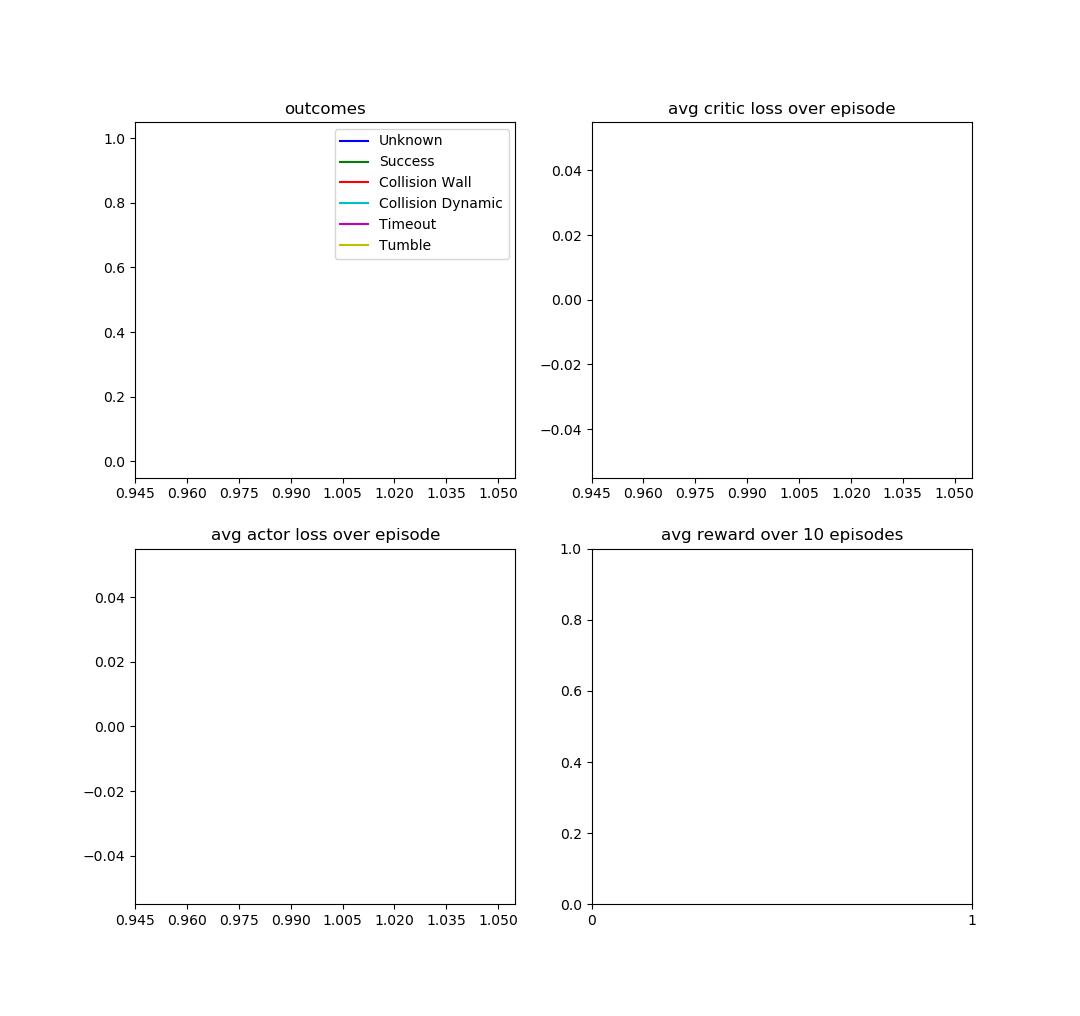 outcomes
1.0
0.8
0.6
0.4
0.2
0.0
0.945 0.960 0.975 0.990 1.005 1.020 1.035 1.050
Unknown
Success
Collision Wall
Collision Dynamic
Timeout
Tumble
avg critic loss over episode
0.04
0.02
0.00
−0.02
−0.04
0.945 0.960 0.975 0.990 1.005 1.020 1.035 1.050
avg actor loss over episode
0.04
0.02
0.00
−0.02
−0.04
0.945 0.960 0.975 0.990 1.005 1.020 1.035 1.050
avg reward over 10 episodes
1.0
0.8
0.6
0.4
0.2
0.0
0 1